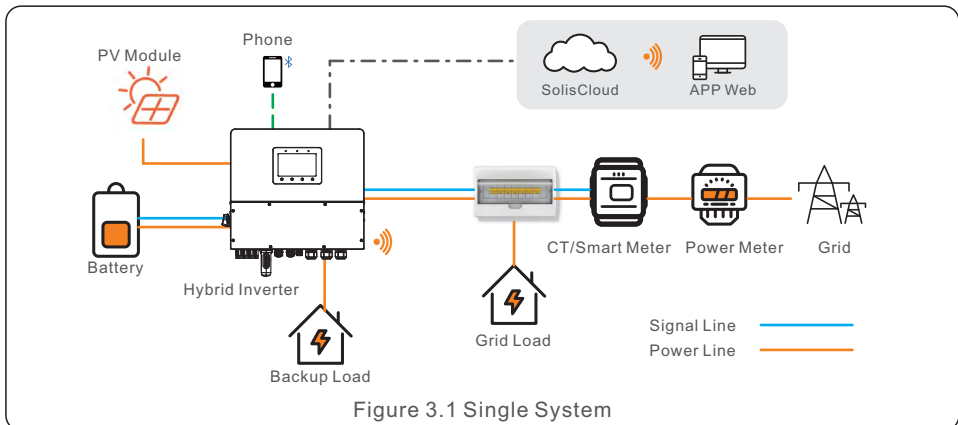 Phone
PV Module
SolisCloud
APP Web
CT/Smart Meter
Power Meter
Grid
Battery
Hybrid Inverter
Signal Line
Grid Load
Power Line
Backup Load
Figure 3.1 Single System